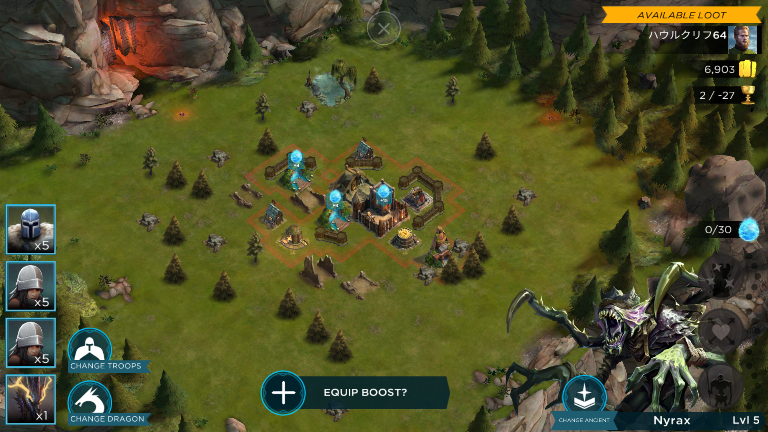 AVAILABLE LOOT
ハウルクリフ64
6,903
2 / -27
0/30
x5
x5
x5
x1
CHANGE TROOPS
CHANGE DRAGON
EQUIP BOOST?
CHANGE ANCIENT
Nyrax
Lvl 5